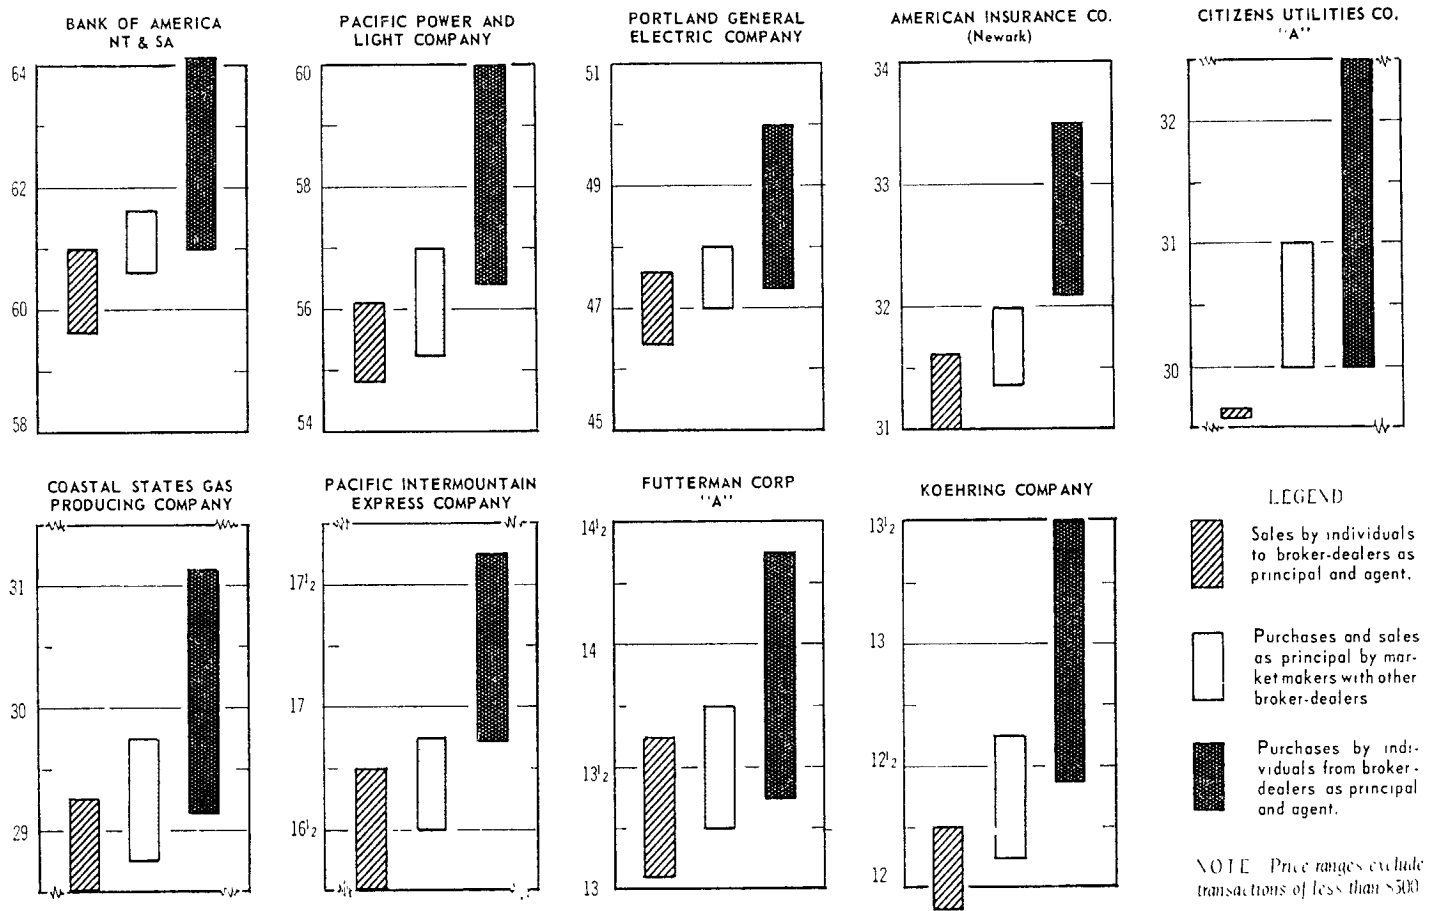 BANK OF AMERICA
NT & SA
64
62
60
58
PACIFIC POWER AND
LIGHT COMPANY
60
58
56
54
PORTLAND GENERAL
ELECTRIC COMPANY
51
49
47
45
AMERICAN INSURANCE CO.
(Newark)
34
33
32
31
CITIZENS UTILITIES CO.
"A"
32
31
30
COASTAL STATES GAS
PRODUCING COMPANY
31
30
29
PACIFIC INTERMOUNTAIN
EXPRESS COMPANY
17½
17
16½
FUTTERMAN CORP
"A"
14½
14
13½
13
KOEHRING COMPANY
13½
13
12½
12
LEGEND
Sales by individuals
to broker-dealers as
principal and agent.
Purchases and sales
as principal by mar-
ket makers with other
broker-dealers
Purchases by indi-
viduals from broker-
dealers as principal
and agent.
NOTE Price ranges exclude
transactions of less than $500